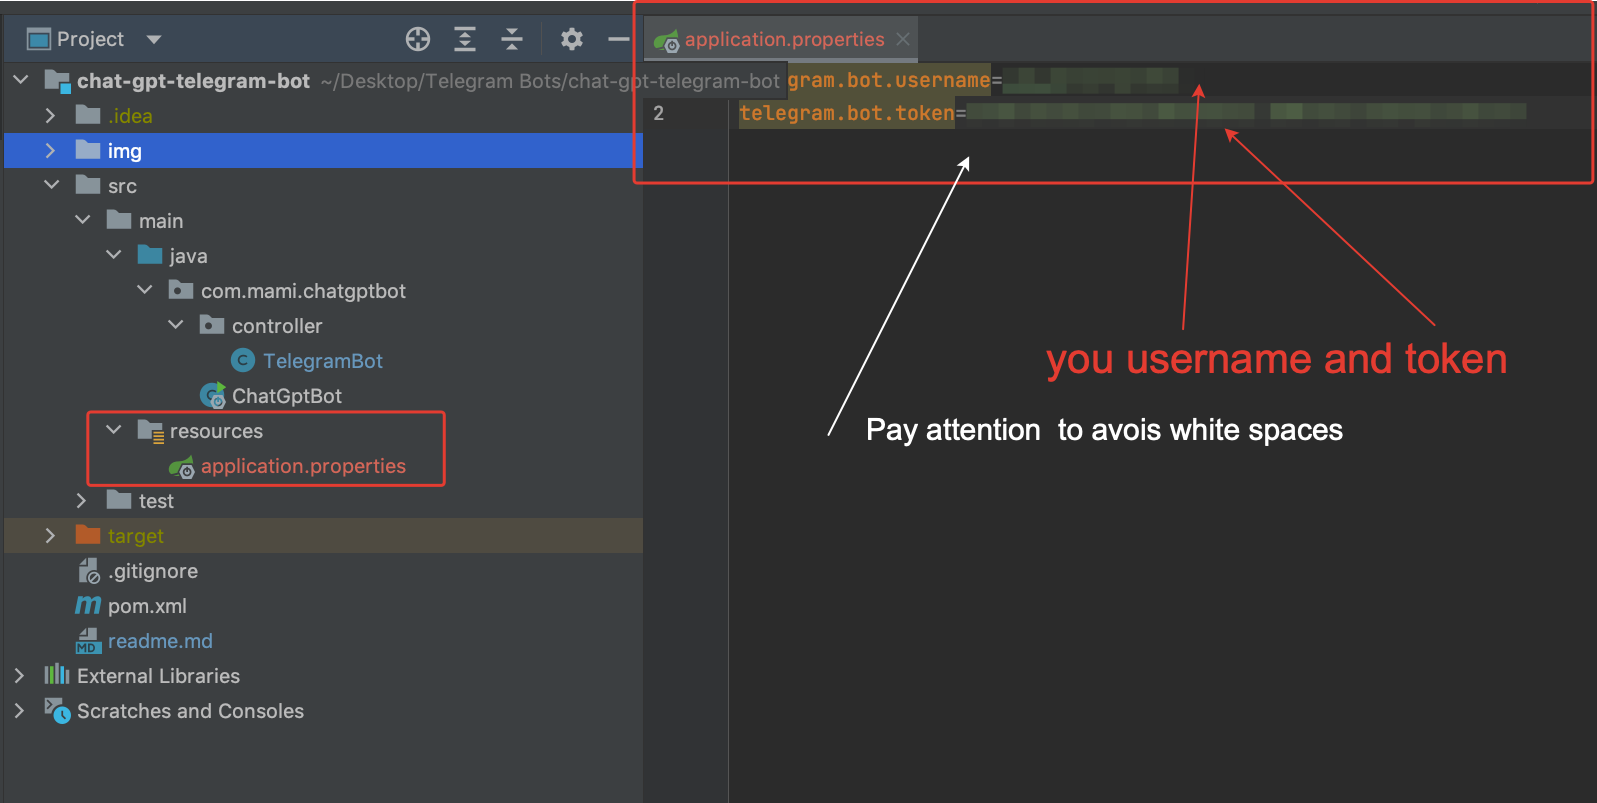 Project
application.properties
chat-gpt-telegram-bot ~/Desktop/Telegram Bots/chat-gpt-telegram-bot
gram.bot.username=
.idea
2 telegram.bot.token=
img
src
main
java
com.mami.chatgptbot
controller
TelegramBot
you username and token
ChatGptBot
Pay attention  to avois white spaces
resources
application.properties
test
target
.gitignore
pom.xml
MD readme.md
External Libraries
Scratches and Consoles